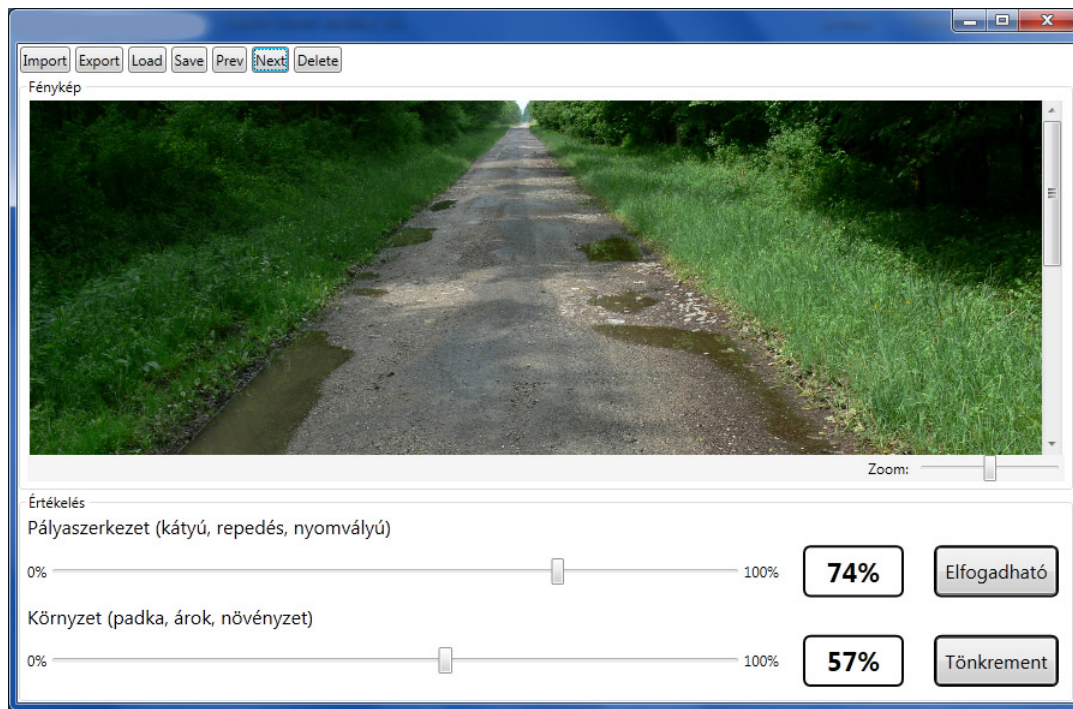 Import Export Load Save Prev Next Delete
Fénykép
Zoom:
Értékelés
Pályaszerkezet (kátyú, repedés, nyomvályú)
0% 100% 74% Elfogadható
Környzet (padka, árok, növényzet)
0% 100% 57% Tönkrement